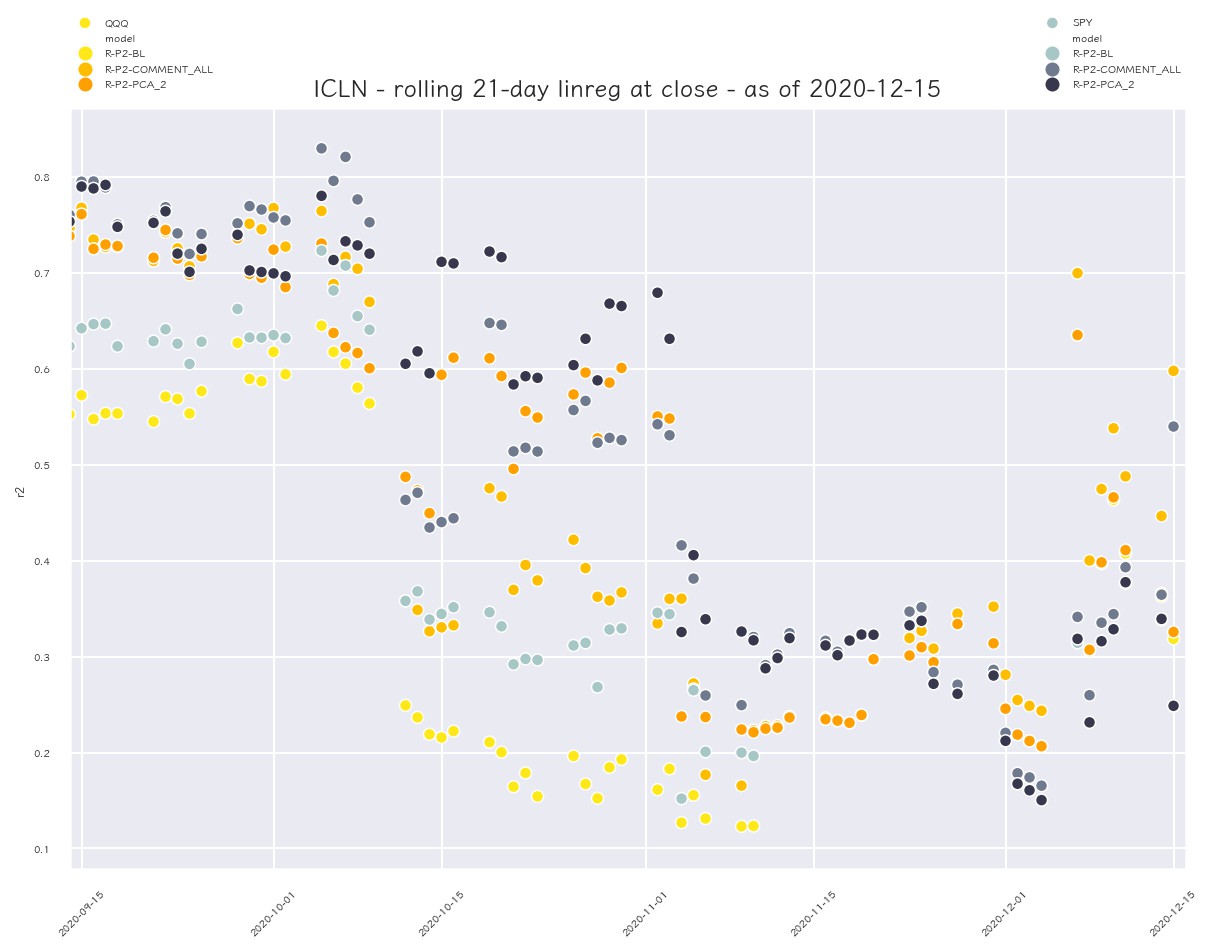 QQQ
model
R-P2-BL
R-P2-COMMENT_ALL
R-P2-PCA_2
SPY
model
R-P2-BL
R-P2-COMMENT_ALL
R-P2-PCA_2
ICLN - rolling 21-day linreg at close - as of 2020-12-15
0.8
0.7
0.6
0.5
0.4
0.3
0.2
0.1
r2
2020-09-15
2020-10-01
2020-10-15
2020-11-01
2020-11-15
2020-12-01
2020-12-15